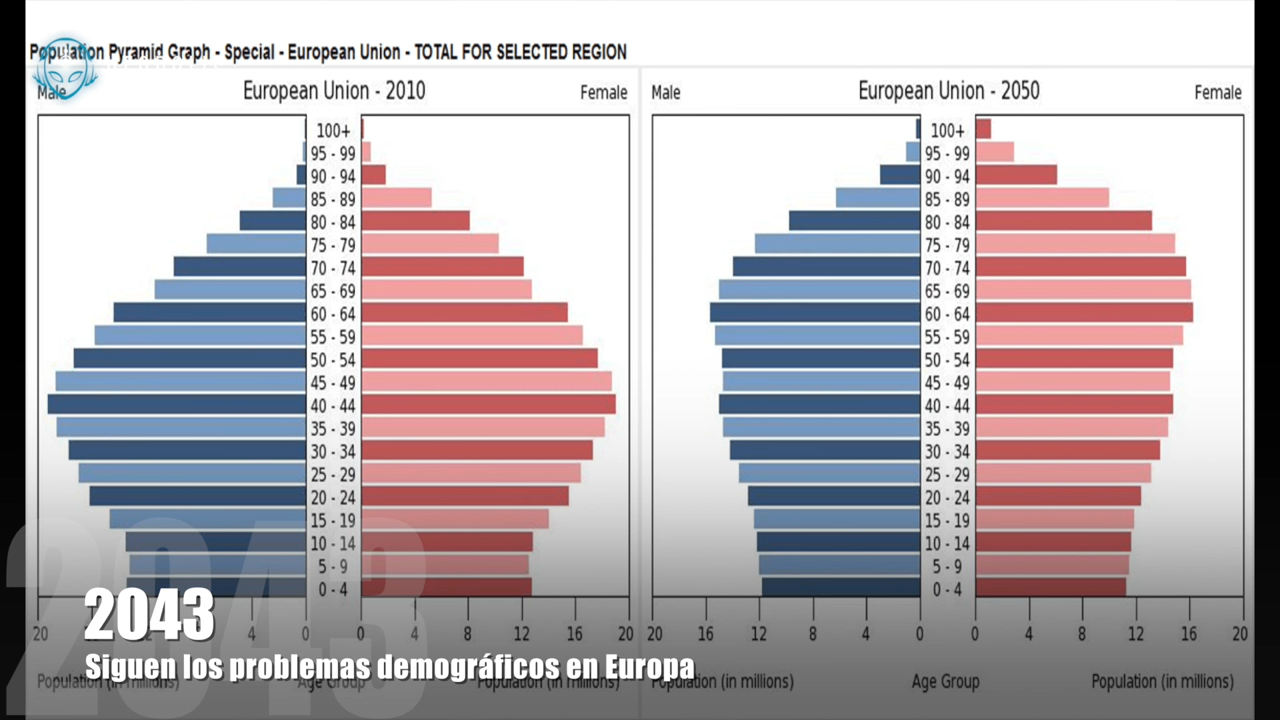 Population Pyramid Graph - Special - European Union - TOTAL FOR SELECTED REGION
Male European Union - 2010 Female
100+
95 - 99
90 - 94
85 - 89
80 - 84
75 - 79
70 - 74
65 - 69
60 - 64
55 - 59
50 - 54
45 - 49
40 - 44
35 - 39
30 - 34
25 - 29
20 - 24
15 - 19
10 - 14
5 - 9
0 - 4
20 4 0 0 4 8 12 16 20
Population (in millions) Age Group Population (in millions)
Male European Union - 2050 Female
100+
95 - 99
90 - 94
85 - 89
80 - 84
75 - 79
70 - 74
65 - 69
60 - 64
55 - 59
50 - 54
45 - 49
40 - 44
35 - 39
30 - 34
25 - 29
20 - 24
15 - 19
10 - 14
5 - 9
0 - 4
20 16 12 8 4 0 0 4 8 12 16 20
Population (in millions) Age Group Population (in millions)
2043
2043
Siguen los problemas demográficos en Europa